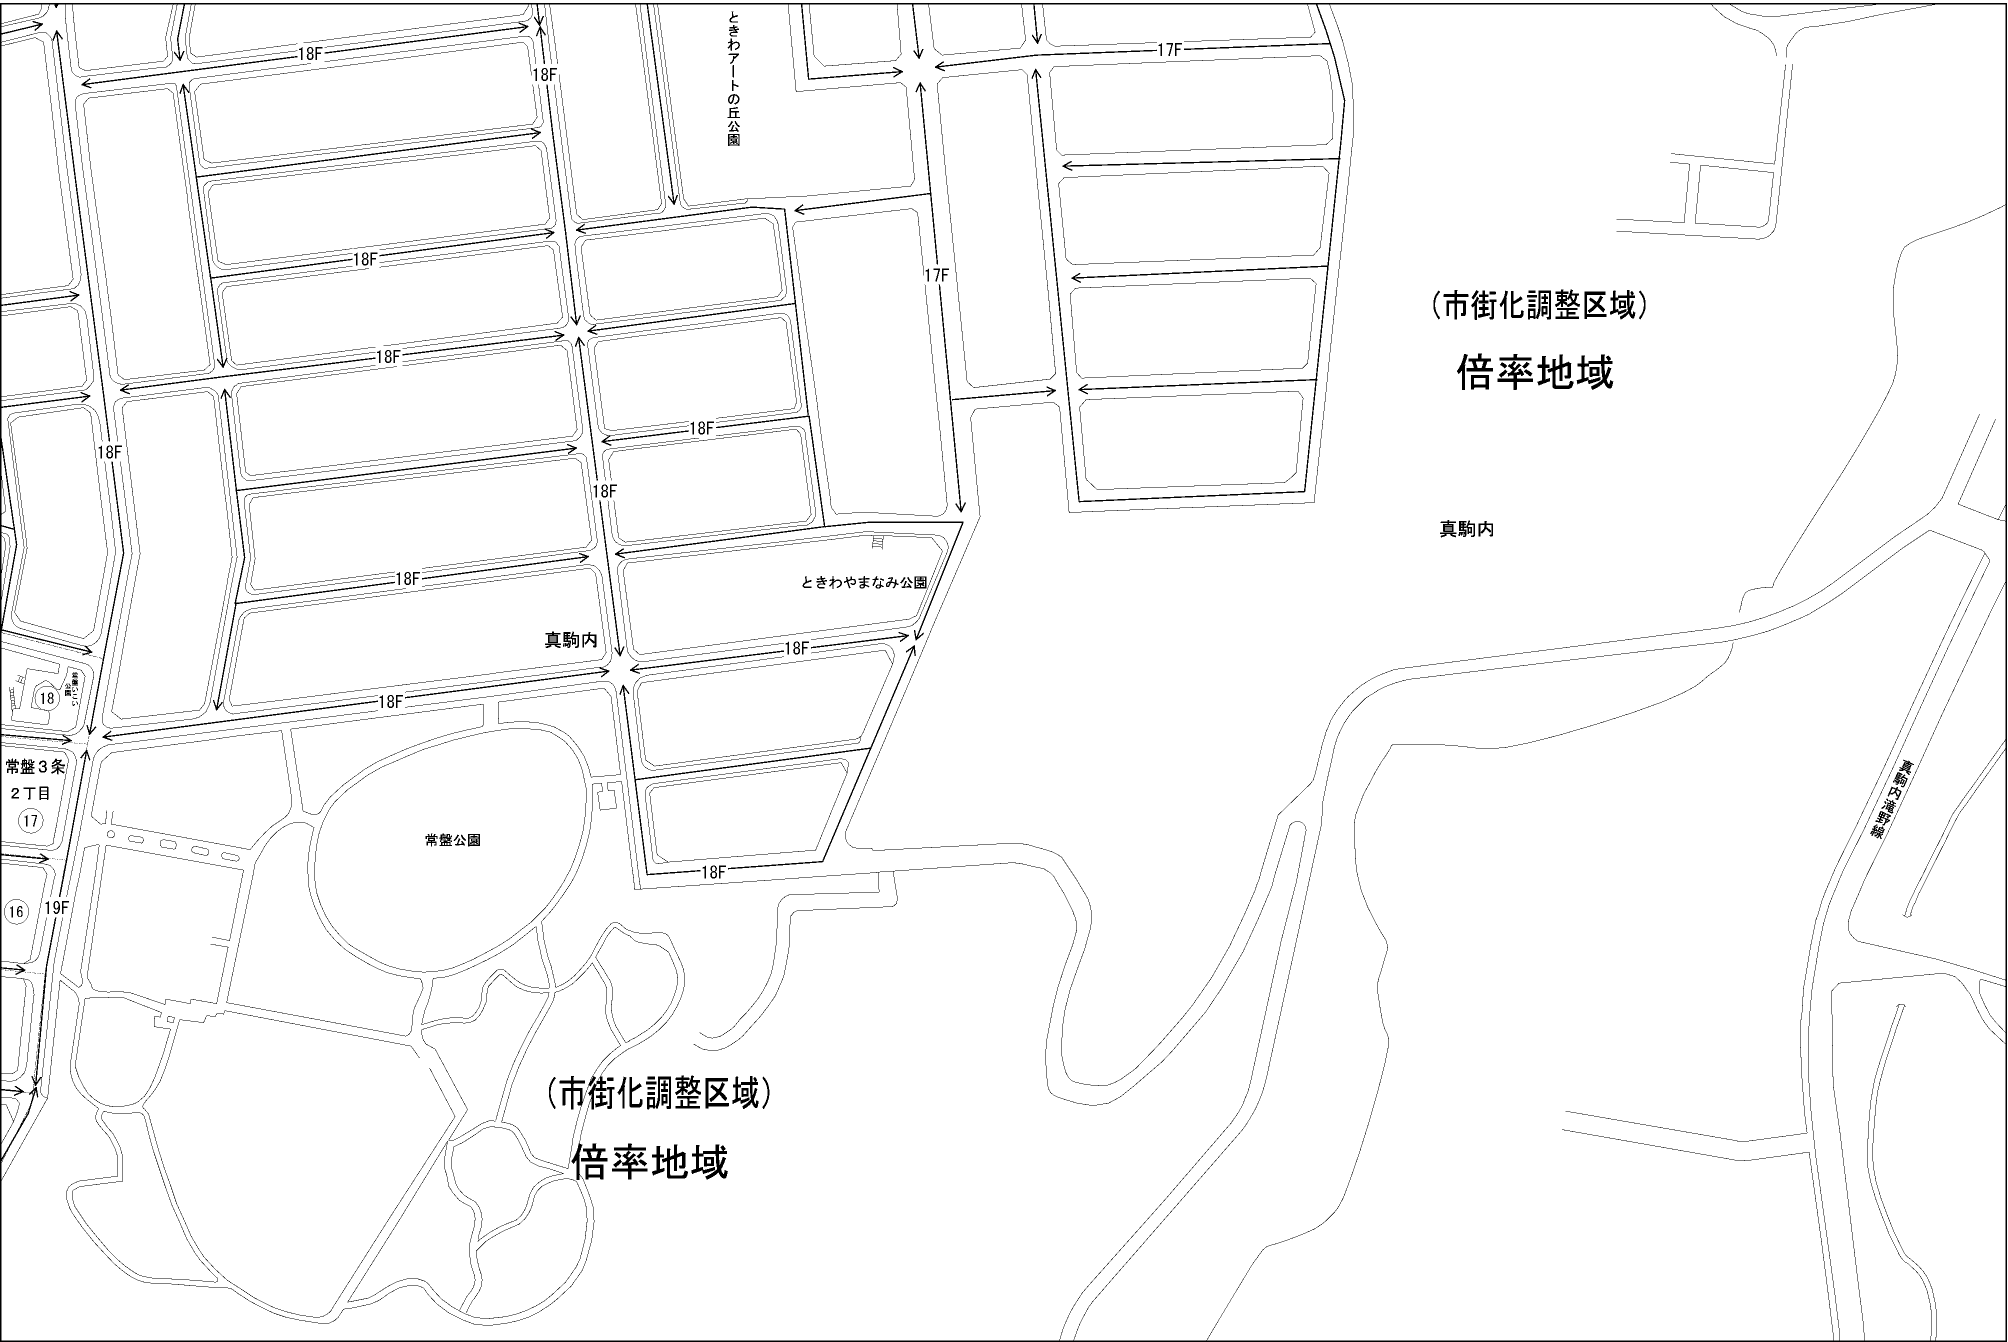 18F
18F
17F
ときわアートの丘公園
18F
17F
(市街化調整区域)
18F
倍率地域
18F
18F
18F
真駒内
18F
ときわやまなみ公園
真駒内
18F
18
18F
常盤3条
2丁目
17
真駒内滝野線
常盤公園
18F
16
19F
(市街化調整区域)
倍率地域